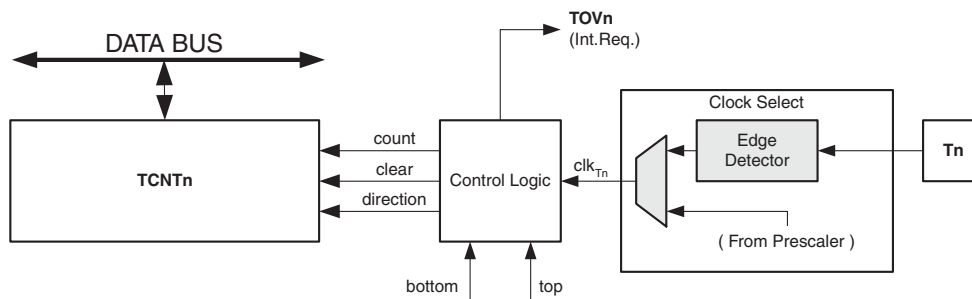 TOVn
(Int.Req.)
DATA BUS
Clock Select
count
Edge
Detector
Tn
TCNTn
clear
Control Logic
clkTn
direction
( From Prescaler )
bottom
top